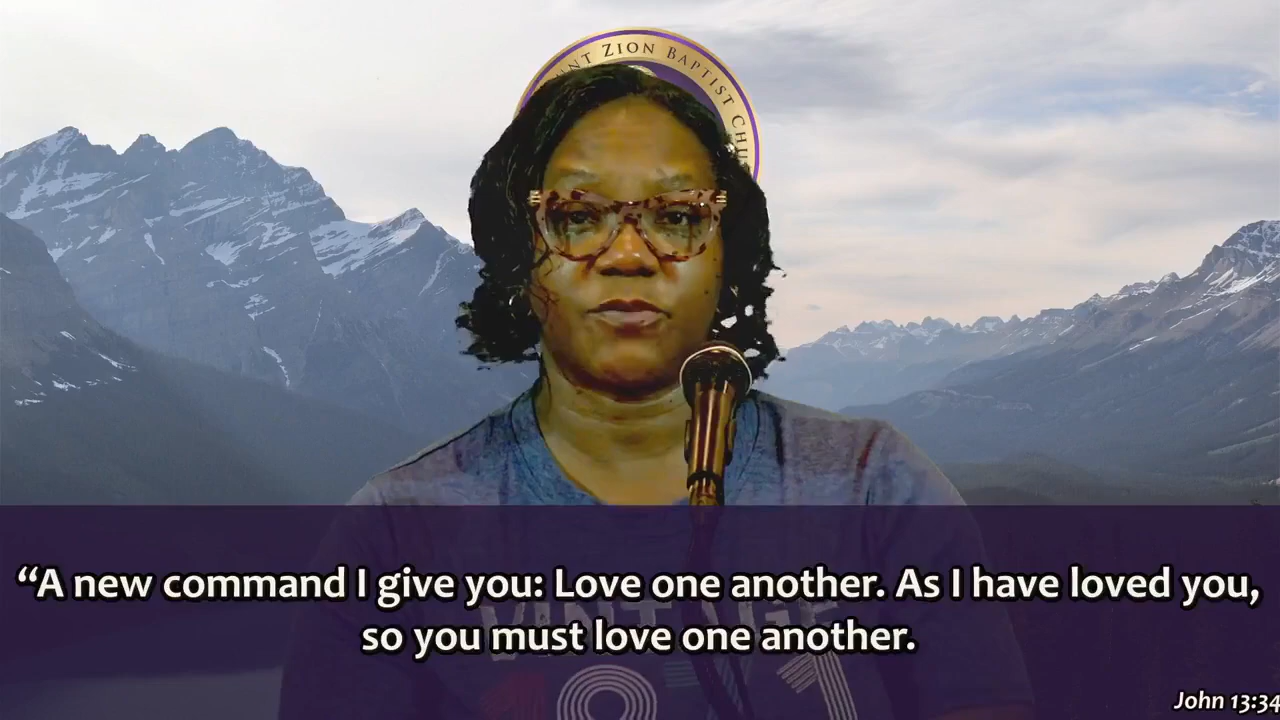 NT ZION BAPTIST CHU
“A new command I give you: Love one another. As I have loved you,
so you must love one another.
John 13:34